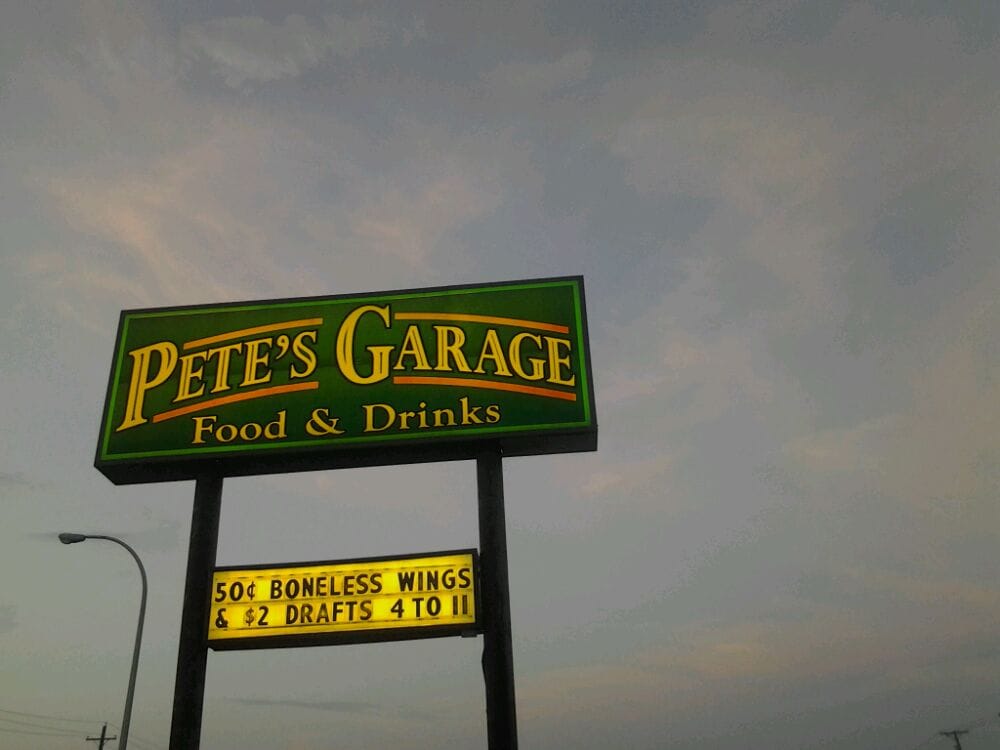 Pete's Garage
Food & Drinks
50¢ BONELESS WINGS
& $2 DRAFTS 4 TO 11